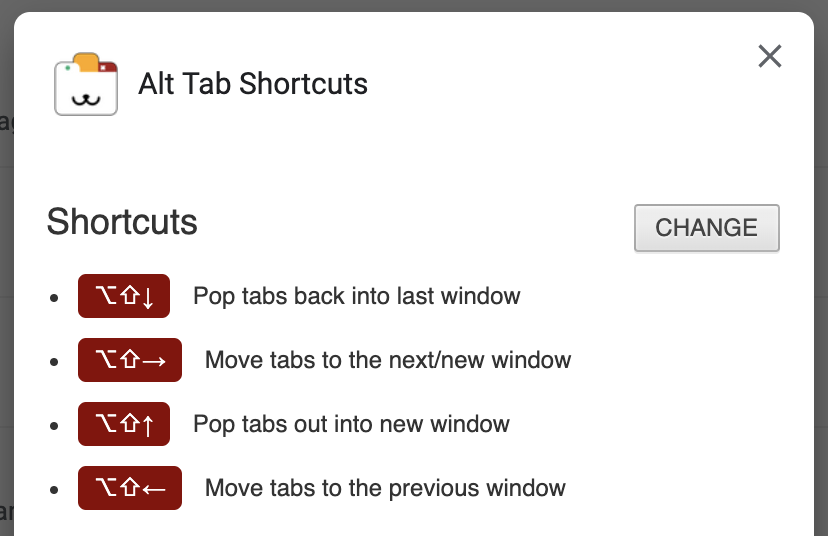 Alt Tab Shortcuts
Shortcuts
CHANGE
⌥⇧↓ Pop tabs back into last window
⌥⇧→ Move tabs to the next/new window
⌥⇧↑ Pop tabs out into new window
⌥⇧← Move tabs to the previous window